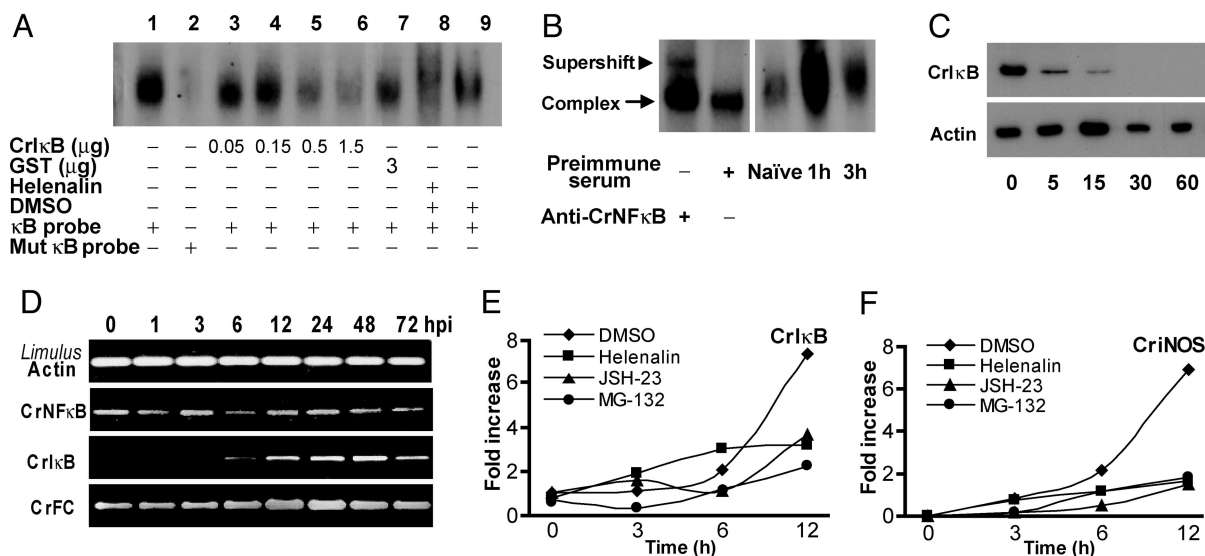 A
1 2 3 4 5 6 7 8 9
CrIκB (μg) – – 0.05 0.15 0.5 1.5 – – –
GST (μg) – – – – – – 3 – –
Helenalin – – – – – – – + –
DMSO – – – – – – – + +
κB probe + – + + + + + + +
Mut κB probe – + – – – – – – –
B
Supershift
Complex
Preimmune serum – + Naïve 1h 3h
Anti-CrNFκB + –
C
CrIκB
Actin
0 5 15 30 60
D
0 1 3 6 12 24 48 72 hpi
Limulus
Actin
CrNFκB
CrIκB
CrFC
E
CrIκB
DMSO
Helenalin
JSH-23
MG-132
Fold increase
8
6
4
2
0
0 3 6 12
Time (h)
F
CriNOS
DMSO
Helenalin
JSH-23
MG-132
Fold increase
8
6
4
2
0
0 3 6 12
Time (h)